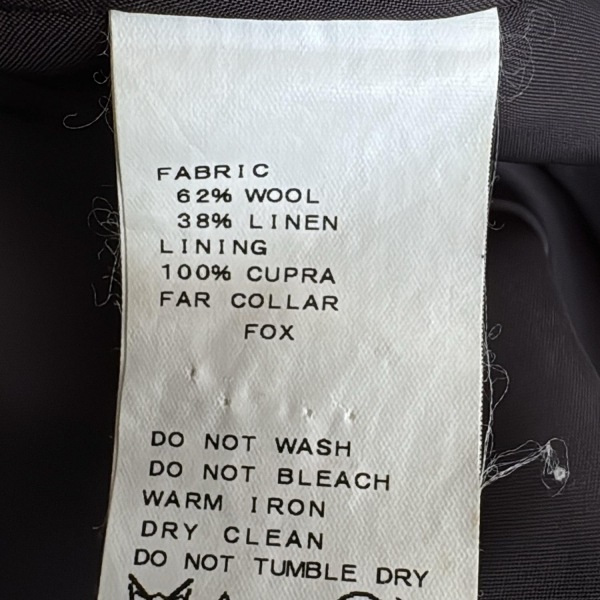 FABRIC
62% WOOL
38% LINEN
LINING
100% CUPRA
FAR COLLAR
FOX
DO NOT WASH
DO NOT BLEACH
WARM IRON
DRY CLEAN
DO NOT TUMBLE DRY